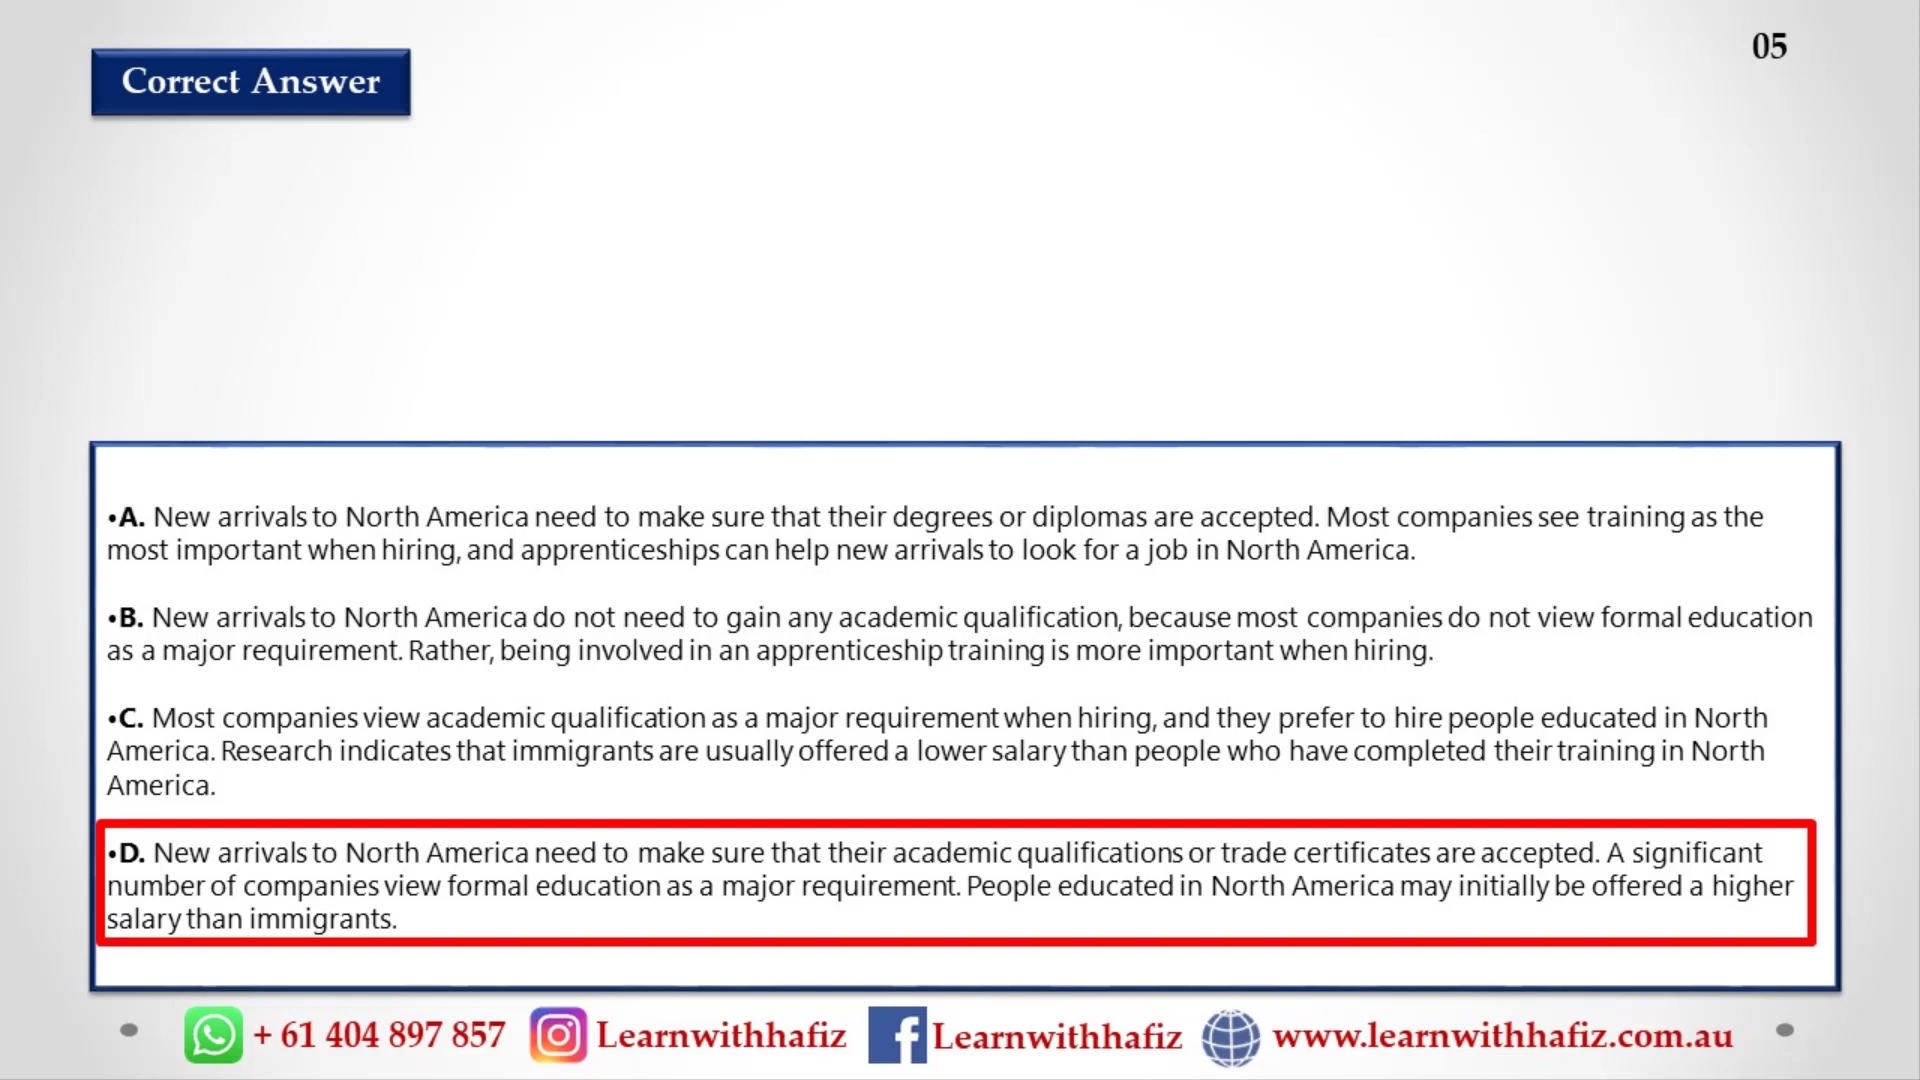 05
Correct Answer
•A. New arrivals to North America need to make sure that their degrees or diplomas are accepted. Most companies see training as the
most important when hiring, and apprenticeships can help new arrivals to look for a job in North America.
•B. New arrivals to North America do not need to gain any academic qualification, because most companies do not view formal education
as a major requirement. Rather, being involved in an apprenticeship training is more important when hiring.
•C. Most companies view academic qualification as a major requirement when hiring, and they prefer to hire people educated in North
America. Research indicates that immigrants are usually offered a lower salary than people who have completed their training in North
America.
•D. New arrivals to North America need to make sure that their academic qualifications or trade certificates are accepted. A significant
number of companies view formal education as a major requirement. People educated in North America may initially be offered a higher
salary than immigrants.
+ 61 404 897 857 Learnwithhafiz Learnwithhafiz www.learnwithhafiz.com.au